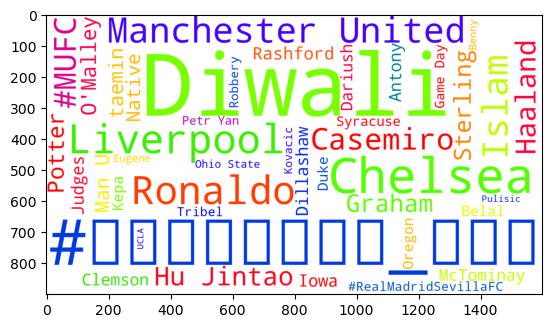 0
100
200
300
400
500
600
700
800
0
200
400
600
800
1000
1200
1400
#MUFC
O'Malley
Manchester United
Benny
taemin
Native
Diwali
Rashford
Robbery
Dariush
Antony
Game Day
Sterling
Islam
Haaland
Petr Yan
Syracuse
Potter
Liverpool
Casemiro
Judges
Man U
Eugene
Kepa
Ohio State
Kovacic
Dillashaw
Duke
Chelsea
Ronaldo
Graham
Pulisic
Tribel
Belal
#□□□□□□□□_□□□
UCLA
Oregon
Clemson
Hu Jintao
Iowa
McTominay
#RealMadridSevillaFC